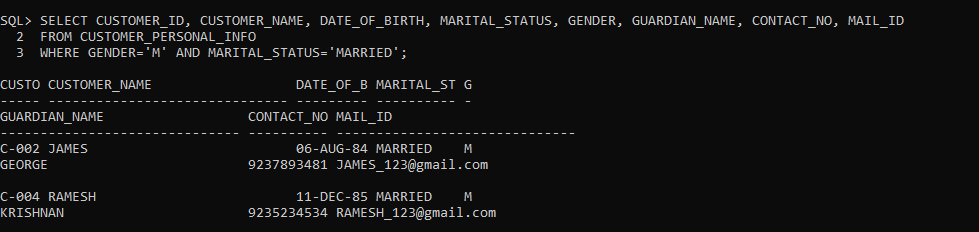 SQL> SELECT CUSTOMER_ID, CUSTOMER_NAME, DATE_OF_BIRTH, MARITAL_STATUS, GENDER, GUARDIAN_NAME, CONTACT_NO, MAIL_ID
  2  FROM CUSTOMER_PERSONAL_INFO
  3  WHERE GENDER='M' AND MARITAL_STATUS='MARRIED';

CUSTO CUSTOMER_NAME                  DATE_OF_B MARITAL_ST G
----- ------------------------------ --------- ---------- -
GUARDIAN_NAME                  CONTACT_NO MAIL_ID
------------------------------ ---------- ------------------------------
C-002 JAMES                          06-AUG-84 MARRIED    M
GEORGE                         9237893481 JAMES_123@gmail.com

C-004 RAMESH                         11-DEC-85 MARRIED    M
KRISHNAN                       9235234534 RAMESH_123@gmail.com